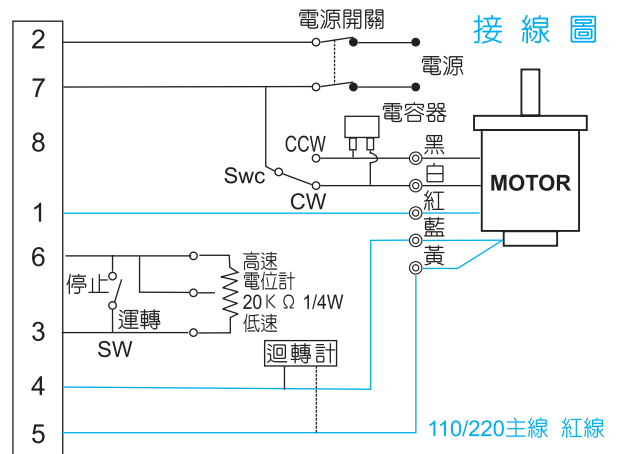 電源開關
接線圖
2
電源
7
電容器
8
CCW
黑
Swc
白
MOTOR
CW
紅
1
藍
6
黃
高速
停止
電位計
20KΩ 1/4W
運轉
低速
3
SW
迴轉計
4
110/220主線 紅線
5